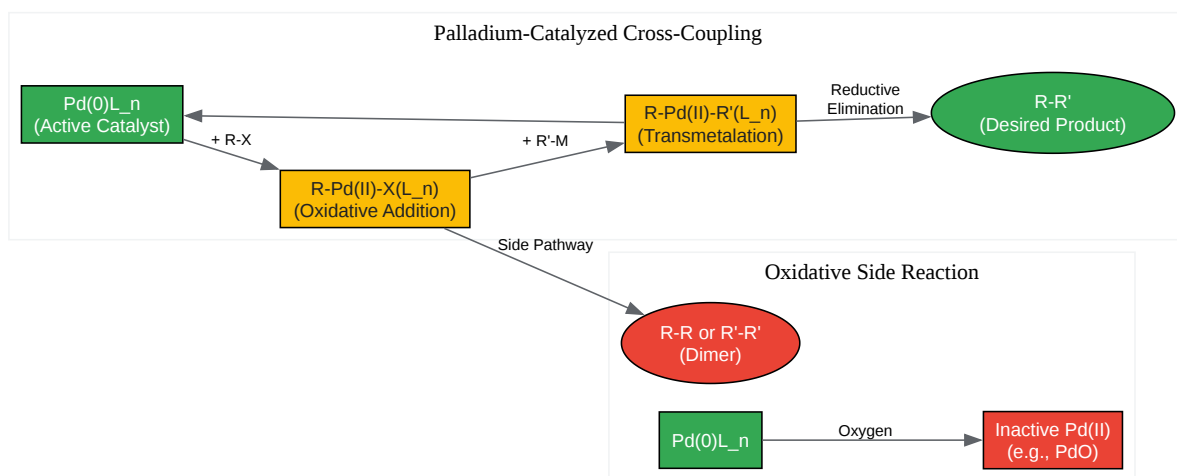 Palladium-Catalyzed Cross-Coupling
Pd(0)L_n
(Active Catalyst)
+ R-X
R-Pd(II)-X(L_n)
(Oxidative Addition)
+ R'-M
R-Pd(II)-R'(L_n)
(Transmetalation)
Reductive
Elimination
R-R'
(Desired Product)
Side Pathway
Oxidative Side Reaction
R-R or R'-R'
(Dimer)
Pd(0)L_n
Oxygen
Inactive Pd(II)
(e.g., PdO)